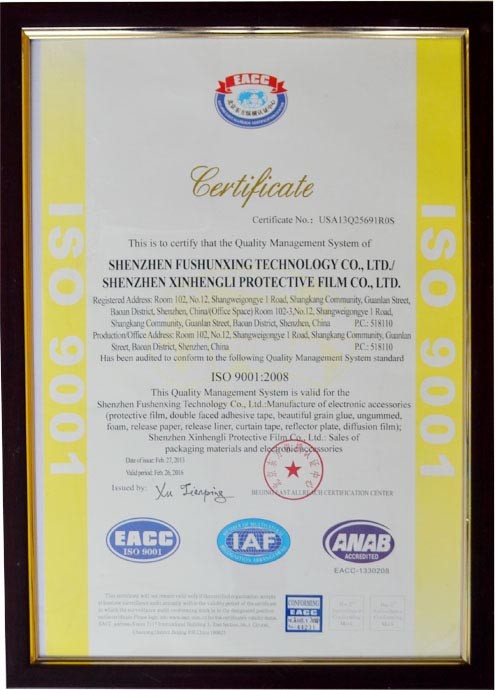 EACC
Certificate
Certificate No.: USA13Q25691R0S
This is to certify that the Quality Management System of
SHENZHEN FUSHUNXING TECHNOLOGY CO., LTD./
SHENZHEN XINHENGLI PROTECTIVE FILM CO., LTD.
Registered Address: Room 102, No.12, Shangweigongye 1 Road, Shangkang Community, Guanlan Street,
Baoan District, Shenzhen, China(Office Space) Room 102-3,No.12, Shangweigongye 1 Road,
Shangkang Community, Guanlan Street, Baoan District, Shenzhen, China P.C.: 518110
Production/Office Address: Room 102, No.12, Shangweigongye 1 Road, Shangkang Community, Guanlan
Street, Baoan District, Shenzhen, China P.C.: 518110
Has been audited to conform to the following Quality Management System standard
ISO 9001:2008
This Quality Management System is valid for the
Shenzhen Fusherxing Technology Co., Ltd.:Manufacture of electronic accessories
(protective film, double faced adhesive tape, beautiful grain glue, ungummed,
foam, release paper, release liner, curtain tape, reflector plate, diffusion film);
Shenzhen Xinhengli Protective Film Co., Ltd.: Sales of
packaging materials and electronic accessories
Date of issue: Feb. 27, 2013
Valid period: Feb. 26, 2016
Issued by: Xu Tienping
BEIJING EAST ALLREACH CERTIFICATION CENTER
ISO 9001
ISO 9001
EACC
ISO 9001
IAF
ANAB
ACCREDITED
EACC-1330208
CONFORMING
EACC